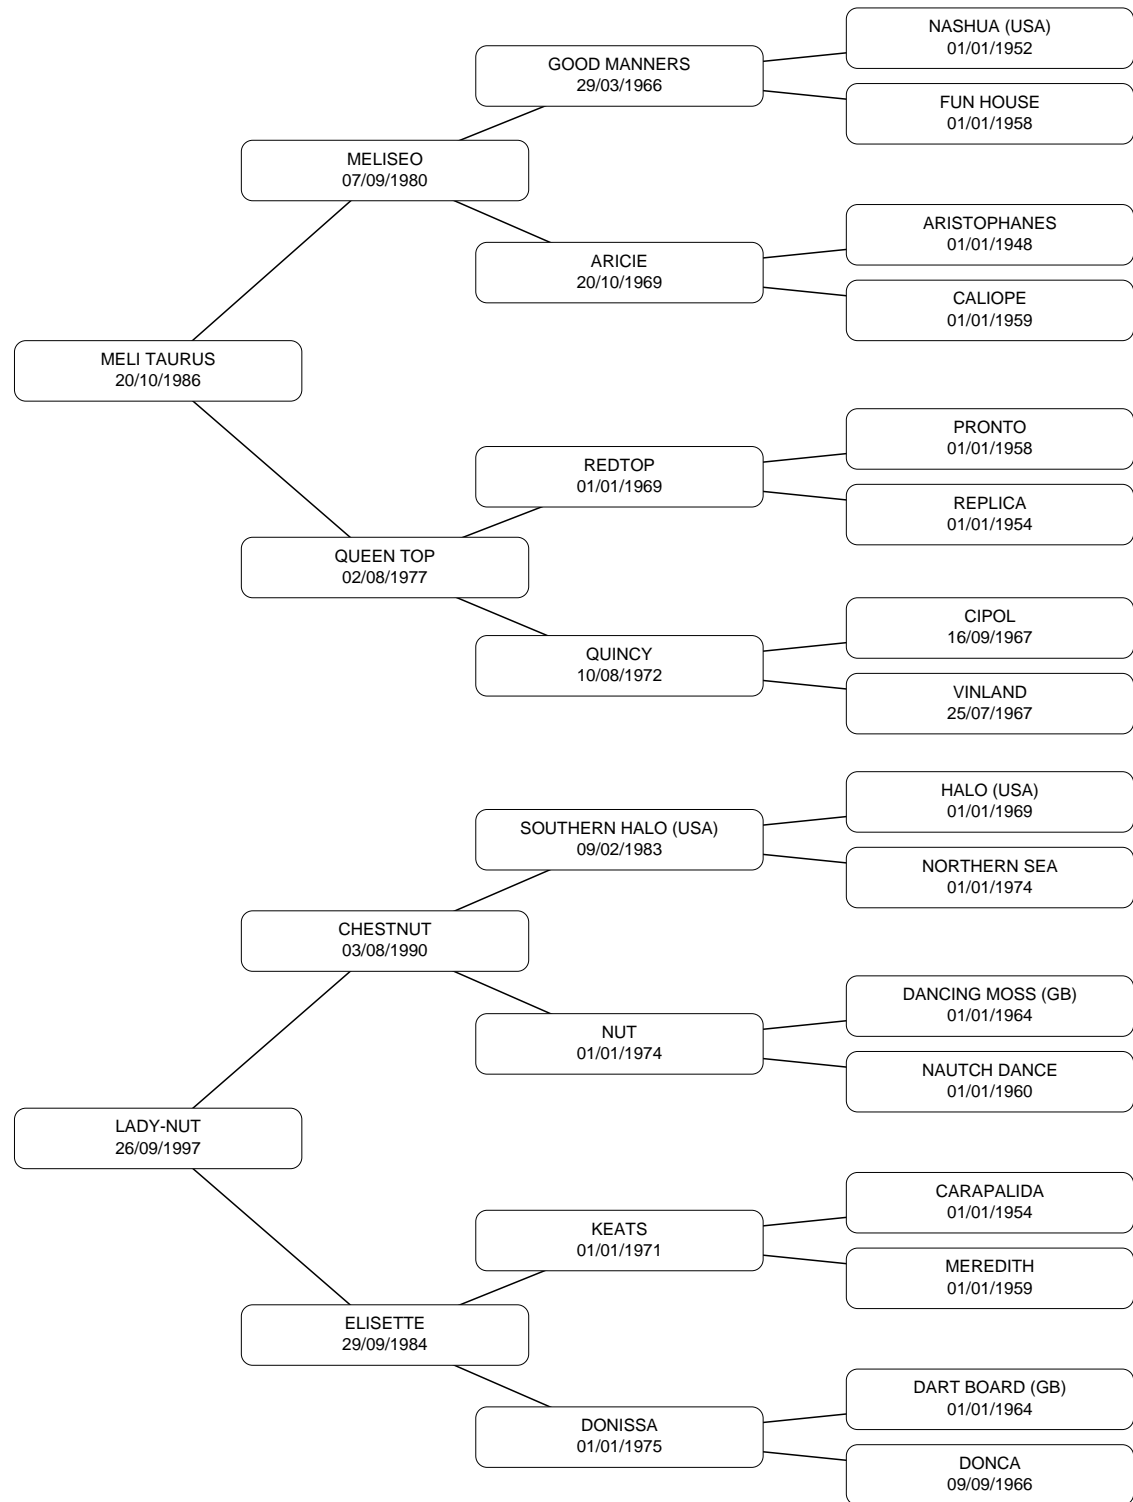 NASHUA (USA)
01/01/1952
GOOD MANNERS
29/03/1966
FUN HOUSE
01/01/1958
MELISEO
07/09/1980
ARISTOPHANES
01/01/1948
ARICIE
20/10/1969
CALIOPE
01/01/1959
MELI TAURUS
20/10/1986
PRONTO
01/01/1958
REDTOP
01/01/1969
REPLICA
01/01/1954
QUEEN TOP
02/08/1977
CIPOL
16/09/1967
QUINCY
10/08/1972
VINLAND
25/07/1967
HALO (USA)
01/01/1969
SOUTHERN HALO (USA)
09/02/1983
NORTHERN SEA
01/01/1974
CHESTNUT
03/08/1990
DANCING MOSS (GB)
01/01/1964
NUT
01/01/1974
NAUTCH DANCE
01/01/1960
LADY-NUT
26/09/1997
CARAPALIDA
01/01/1954
KEATS
01/01/1971
MEREDITH
01/01/1959
ELISETTE
29/09/1984
DART BOARD (GB)
01/01/1964
DONISSA
01/01/1975
DONCA
09/09/1966